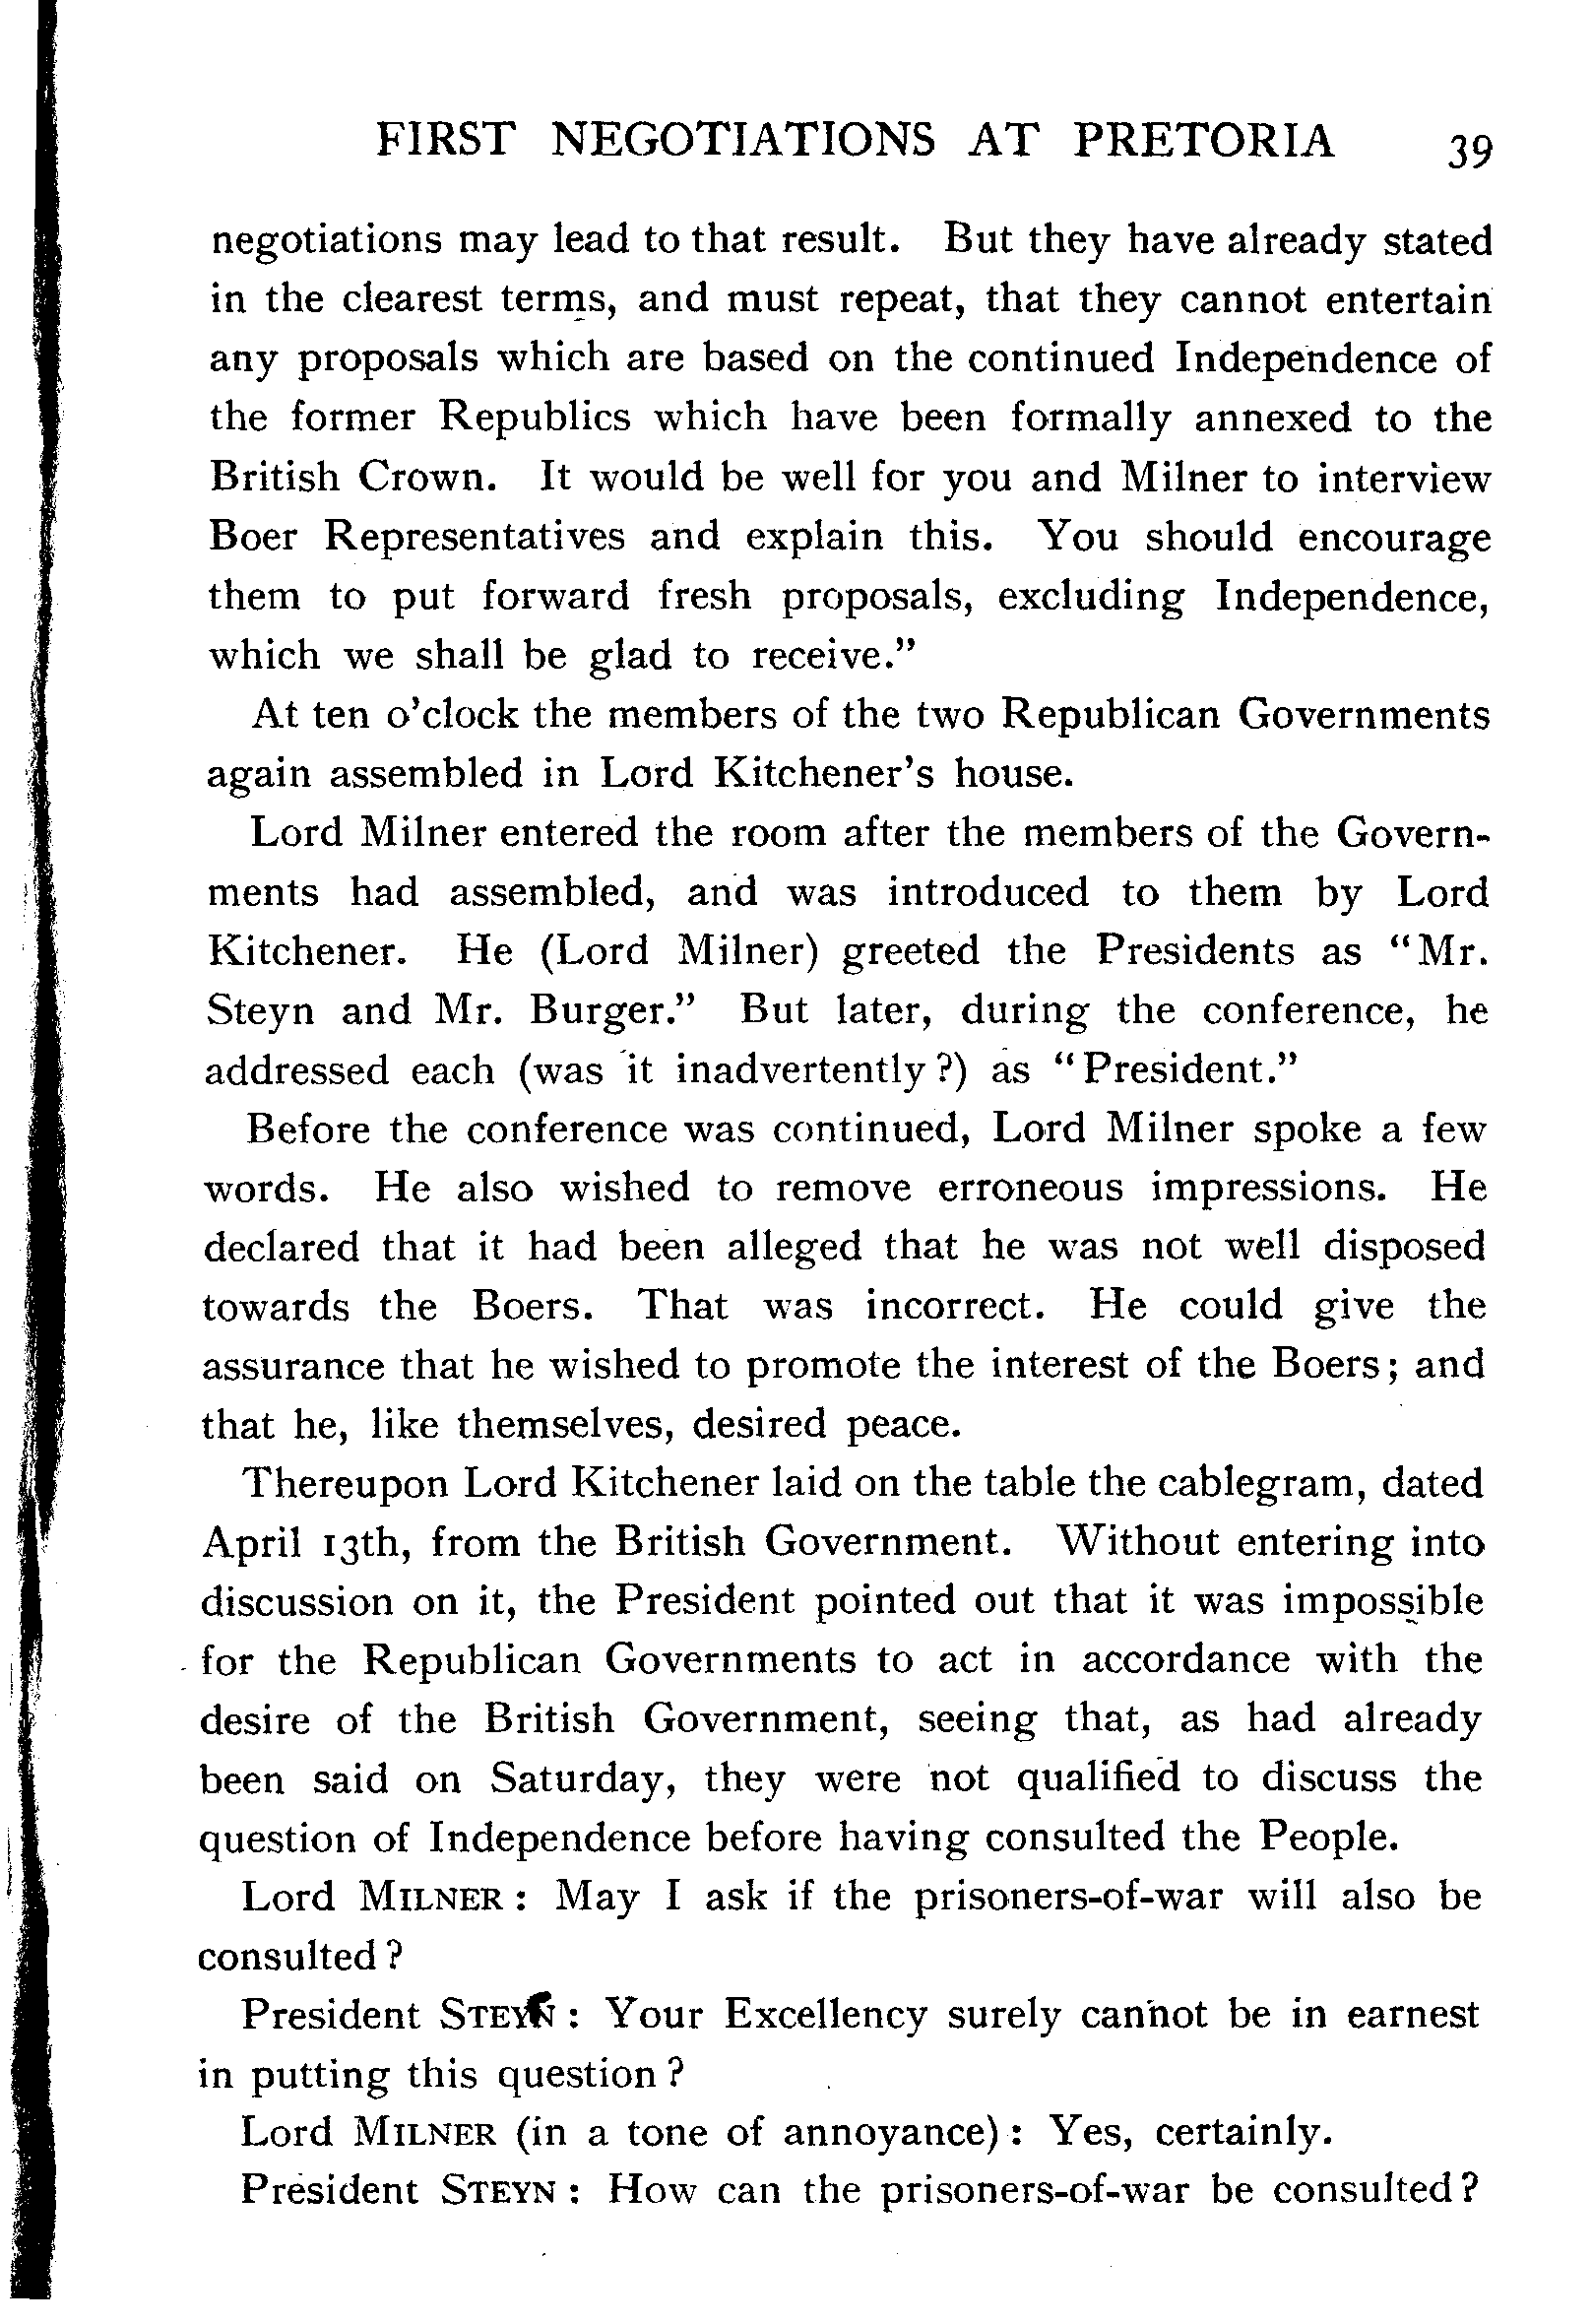 FIRST NEGOTIATIONS AT PRETORIA 39
negotiations may lead to that result. But they have already stated
in the clearest terms, and must repeat, that they cannot entertain
any proposals which are based on the continued Independence of
the former Republics which have been formally annexed to the
British Crown. It would be well for you and Milner to interview
Boer Representatives and explain this. You should encourage
them to put forward fresh proposals, excluding Independence,
which we shall be glad to receive.”
At ten o’clock the members of the two Republican Governments
again assembled in Lord Kitchener’s house.
Lord Milner entered the room after the members of the Govern-
ments had assembled, and was introduced to them by Lord
Kitchener. He (Lord Milner) greeted the Presidents as “Mr.
Steyn and Mr. Burger.” But later, during the conference, he
addressed each (was it inadvertently?) as “President.”
Before the conference was continued, Lord Milner spoke a few
words. He also wished to remove erroneous impressions. He
declared that it had been alleged that he was not well disposed
towards the Boers. That was incorrect. He could give the
assurance that he wished to promote the interest of the Boers; and
that he, like themselves, desired peace.
Thereupon Lord Kitchener laid on the table the cablegram, dated
April 13th, from the British Government. Without entering into
discussion on it, the President pointed out that it was impossible
for the Republican Governments to act in accordance with the
desire of the British Government, seeing that, as had already
been said on Saturday, they were not qualified to discuss the
question of Independence before having consulted the People.
Lord MILNER: May I ask if the prisoners-of-war will also be
consulted?
President STEYN: Your Excellency surely cannot be in earnest
in putting this question?
Lord MILNER (in a tone of annoyance): Yes, certainly.
President STEYN: How can the prisoners-of-war be consulted?